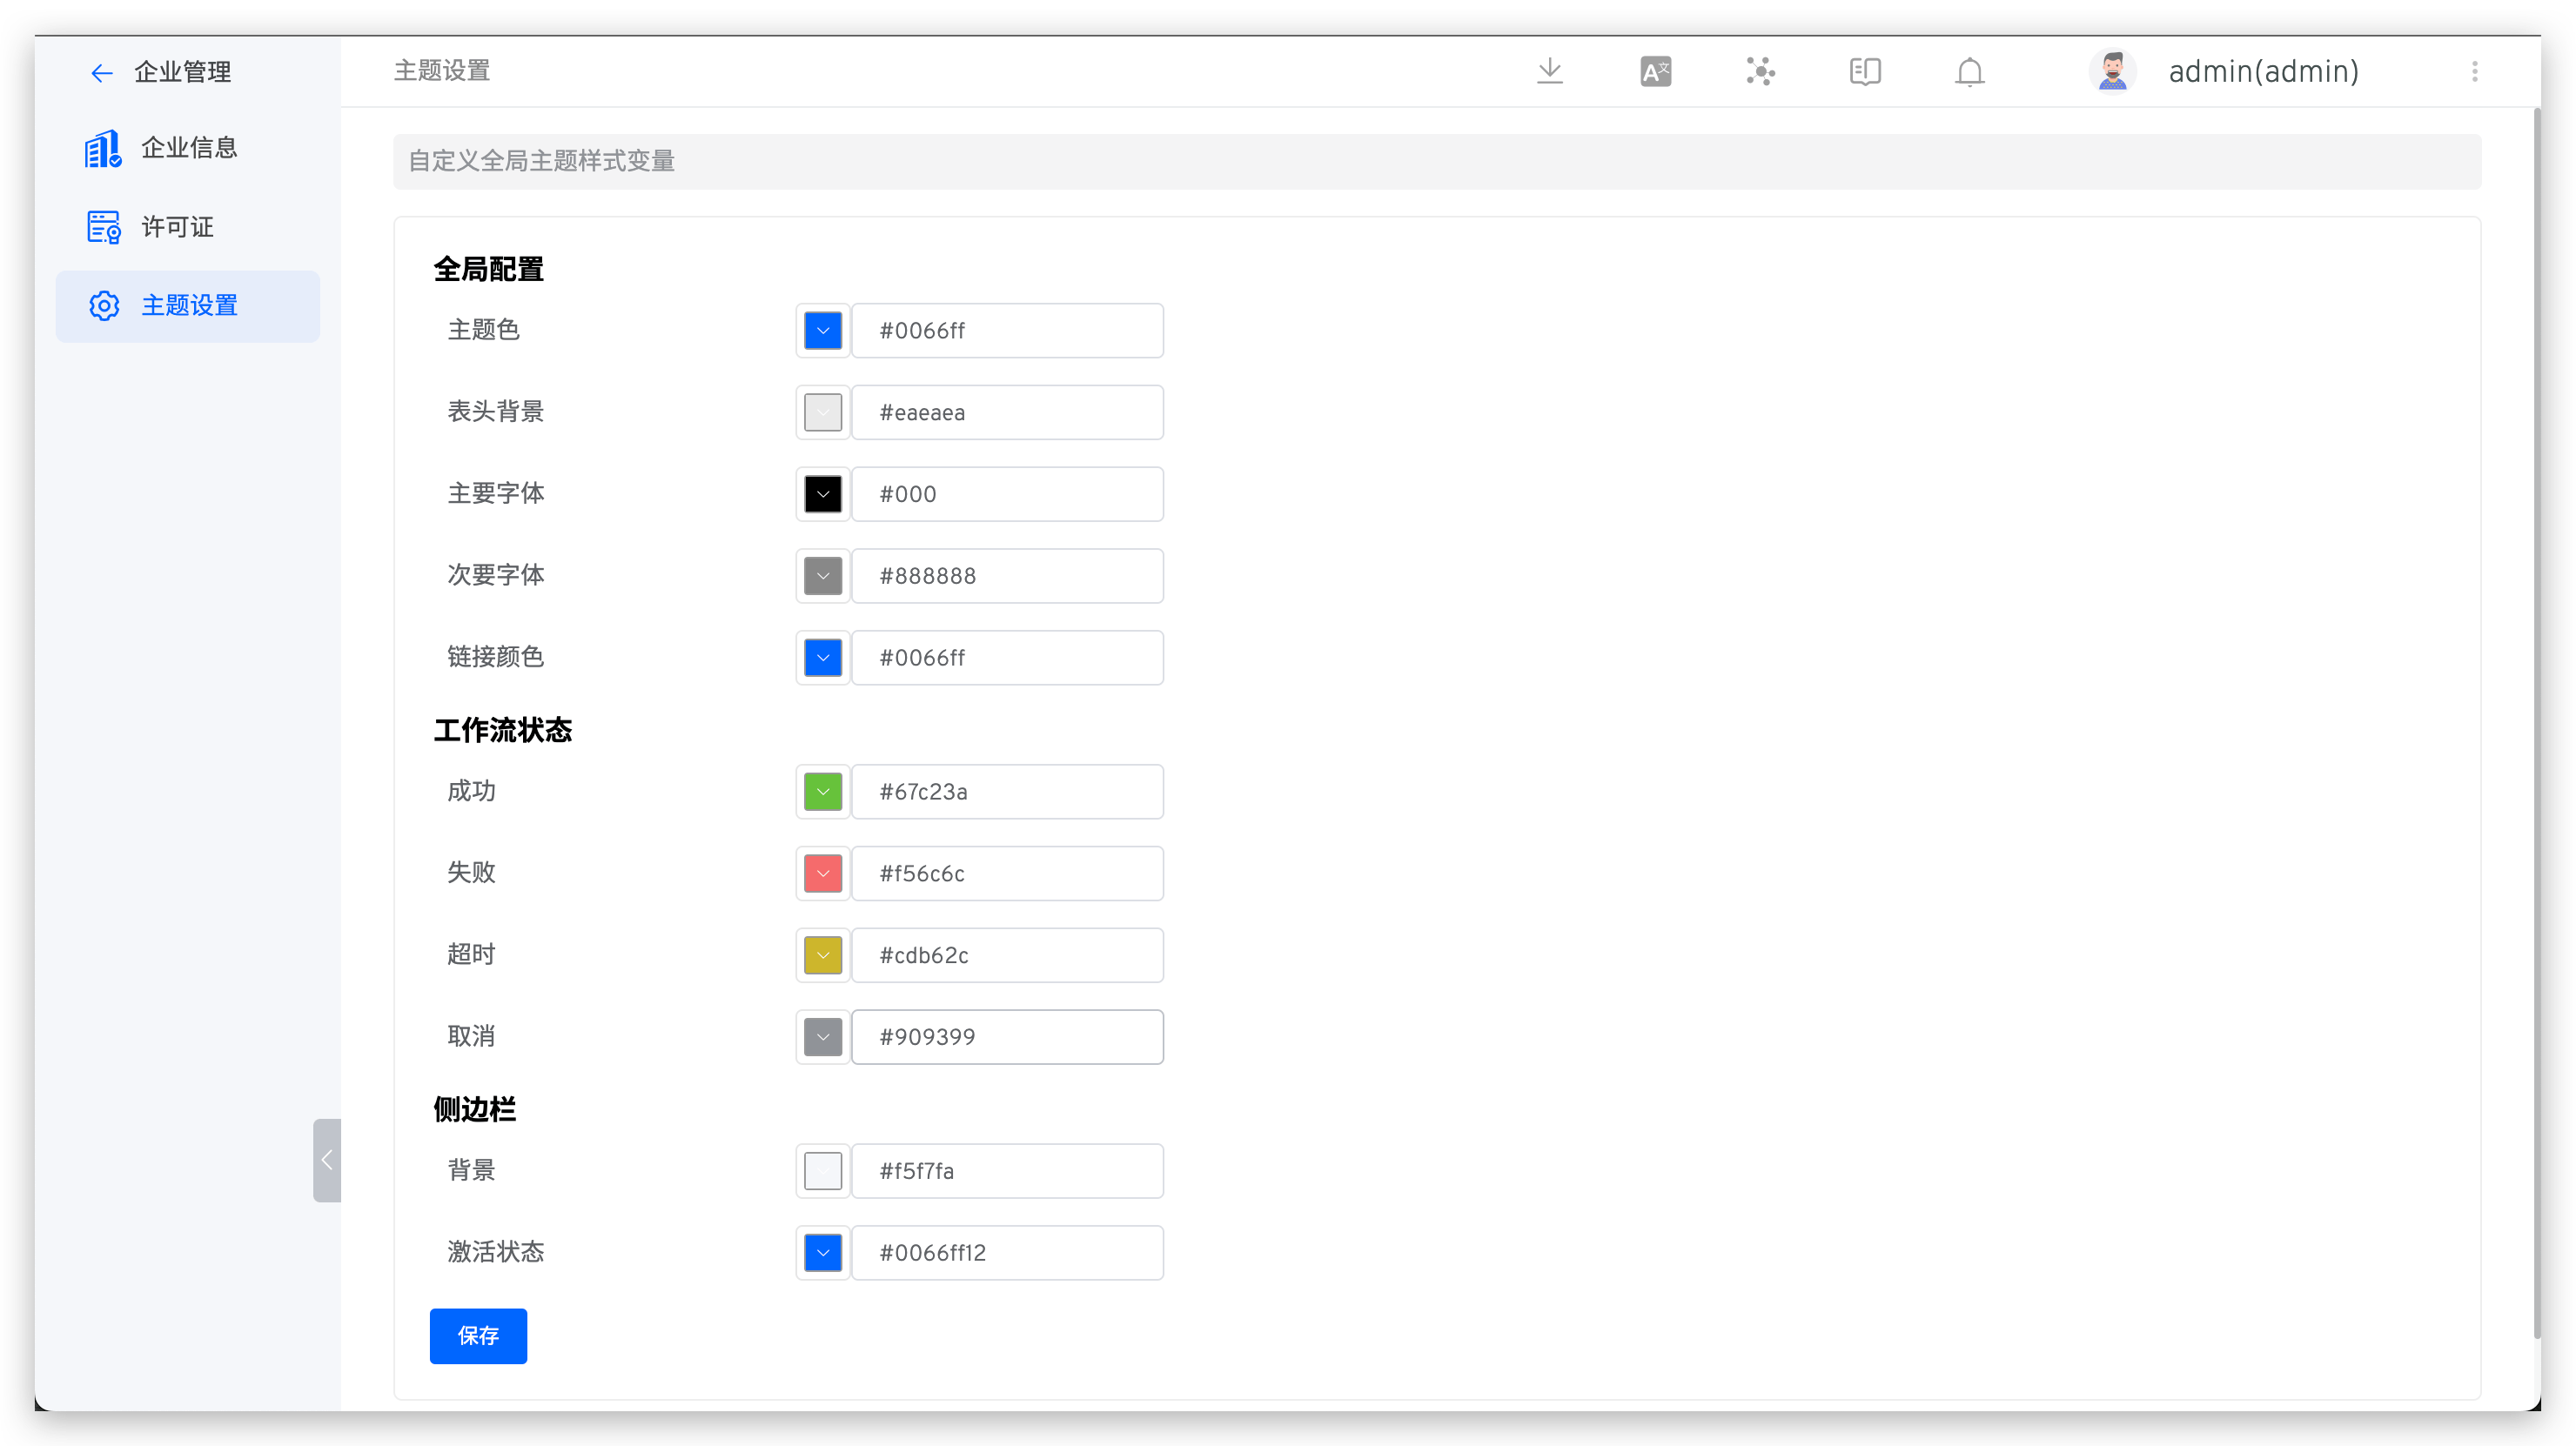 企业管理
企业信息
许可证
主题设置
主题设置
A文
admin(admin)
自定义全局主题样式变量
全局配置
主题色 #0066ff
表头背景 #eaeaea
主要字体 #000
次要字体 #888888
链接颜色 #0066ff
工作流状态
成功 #67c23a
失败 #f56c6c
超时 #cdb62c
取消 #909399
侧边栏
背景 #f5f7fa
激活状态 #0066ff12
保存